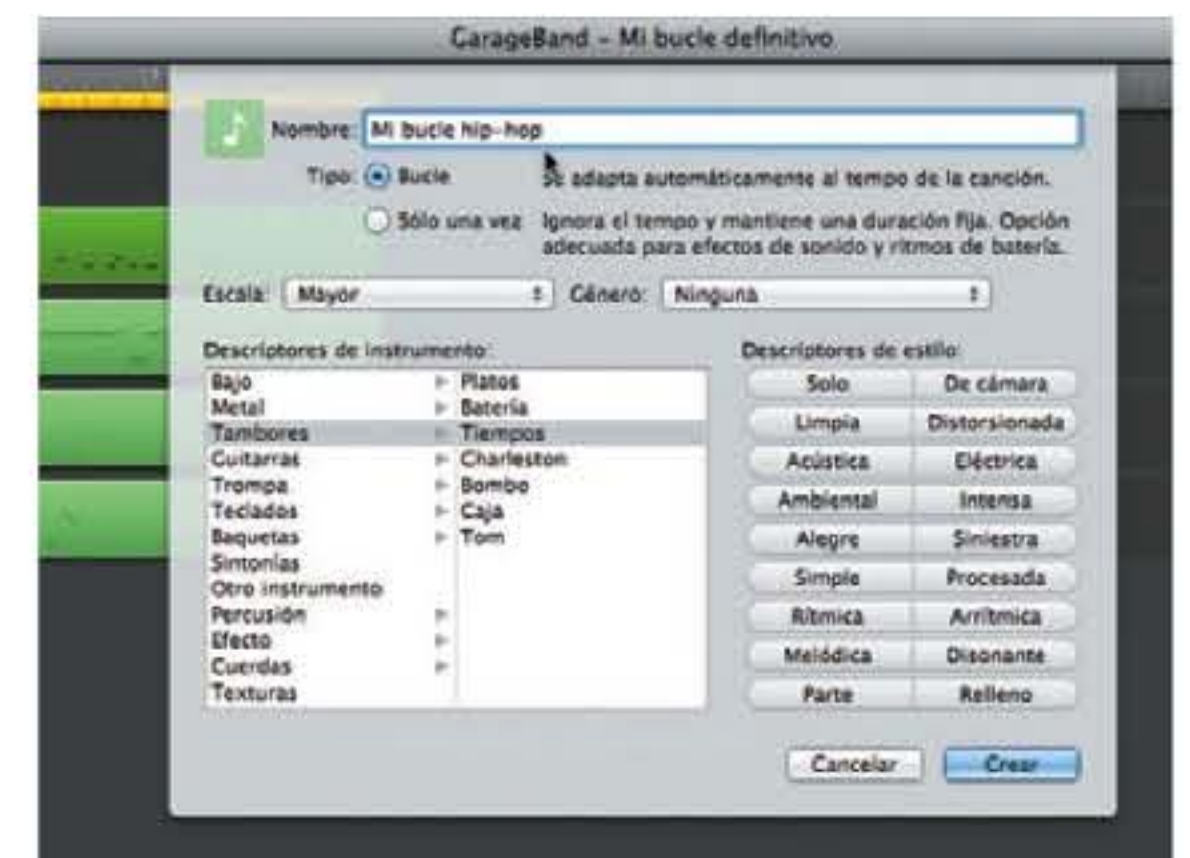 GarageBand - Mi bucle definitivo
Nombre: Mi bucle hip-hop
Tipo: Bucle Se adapta automáticamente al tempo de la canción.
Sólo una vez Ignora el tempo y mantiene una duración fija. Opción
adecuada para efectos de sonido y ritmos de batería.
Escala: Mayor Género: Ninguna
Descriptores de instrumento:
Bajo
Metal
Tambores
Guitarras
Trompa
Teclados
Baquetas
Sintonías
Otro instrumento
Percusión
Efecto
Cuerdas
Texturas
Platos
Batería
Tiempos
Charleston
Bombo
Caja
Tom
Descriptores de estilo:
Solo De cámara
Limpia Distorsionada
Acústica Eléctrica
Ambiental Intensa
Alegre Siniestra
Simple Procesada
Rítmica Arrítmica
Melódica Disonante
Parte Relleno
Cancelar Crear